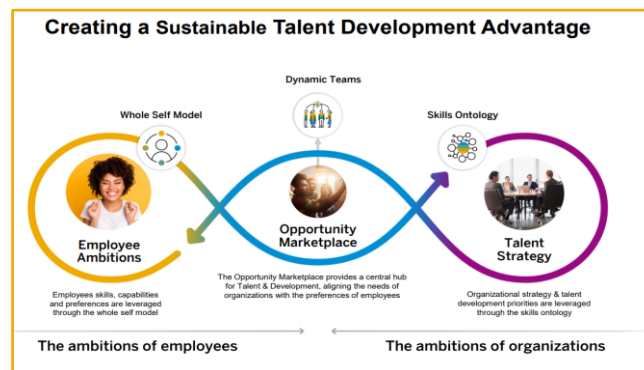 Creating a Sustainable Talent Development Advantage
Dynamic Teams
Whole Self Model
Skills Ontology
Employee
Ambitions
Opportunity
Marketplace
Talent
Strategy
Employees skills, capabilities
and preferences are leveraged
through the whole self model
The Opportunity Marketplace provides a central hub
for Talent & Development, aligning the needs of
organizations with the preferences of employees
Organizational strategy & talent
development priorities are leveraged
through the skills ontology
The ambitions of employees
The ambitions of organizations